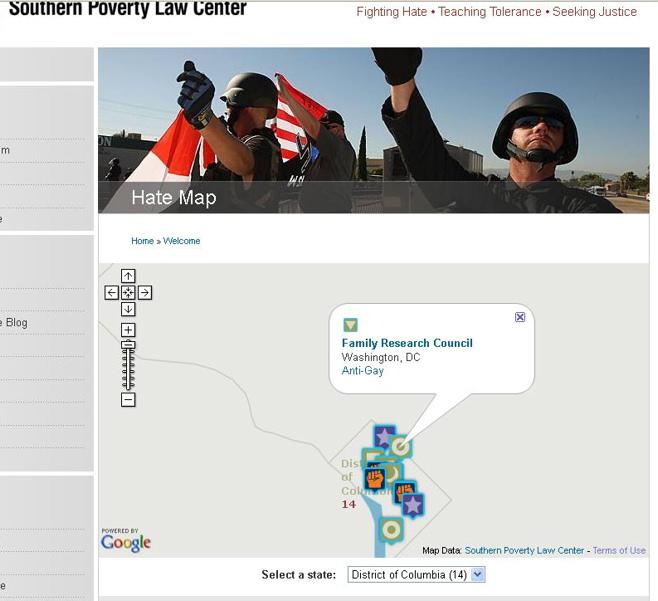 Southern Poverty Law Center
Fighting Hate • Teaching Tolerance • Seeking Justice
m
e
e Blog
e
Hate Map
Home » Welcome
Family Research Council
Washington, DC
Anti-Gay
District
of
Columbia
14
POWERED BY
Google
Map Data: Southern Poverty Law Center - Terms of Use
Select a state: District of Columbia (14)